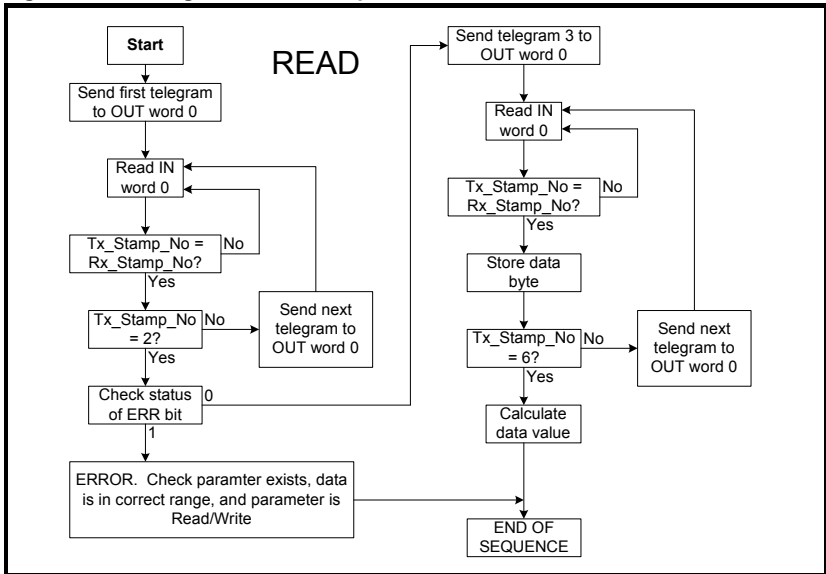 READ
Start
Send first telegram
to OUT word 0
Read IN
word 0
Tx_Stamp_No =
Rx_Stamp_No?
No
Yes
Tx_Stamp_No
= 2?
No
Yes
Send next
telegram to
OUT word 0
Check status
of ERR bit
0
1
ERROR. Check paramter exists, data
is in correct range, and parameter is
Read/Write
Send telegram 3 to
OUT word 0
Read IN
word 0
Tx_Stamp_No =
Rx_Stamp_No?
No
Yes
Store data
byte
Tx_Stamp_No
= 6?
No
Yes
Send next
telegram to
OUT word 0
Calculate
data value
END OF
SEQUENCE